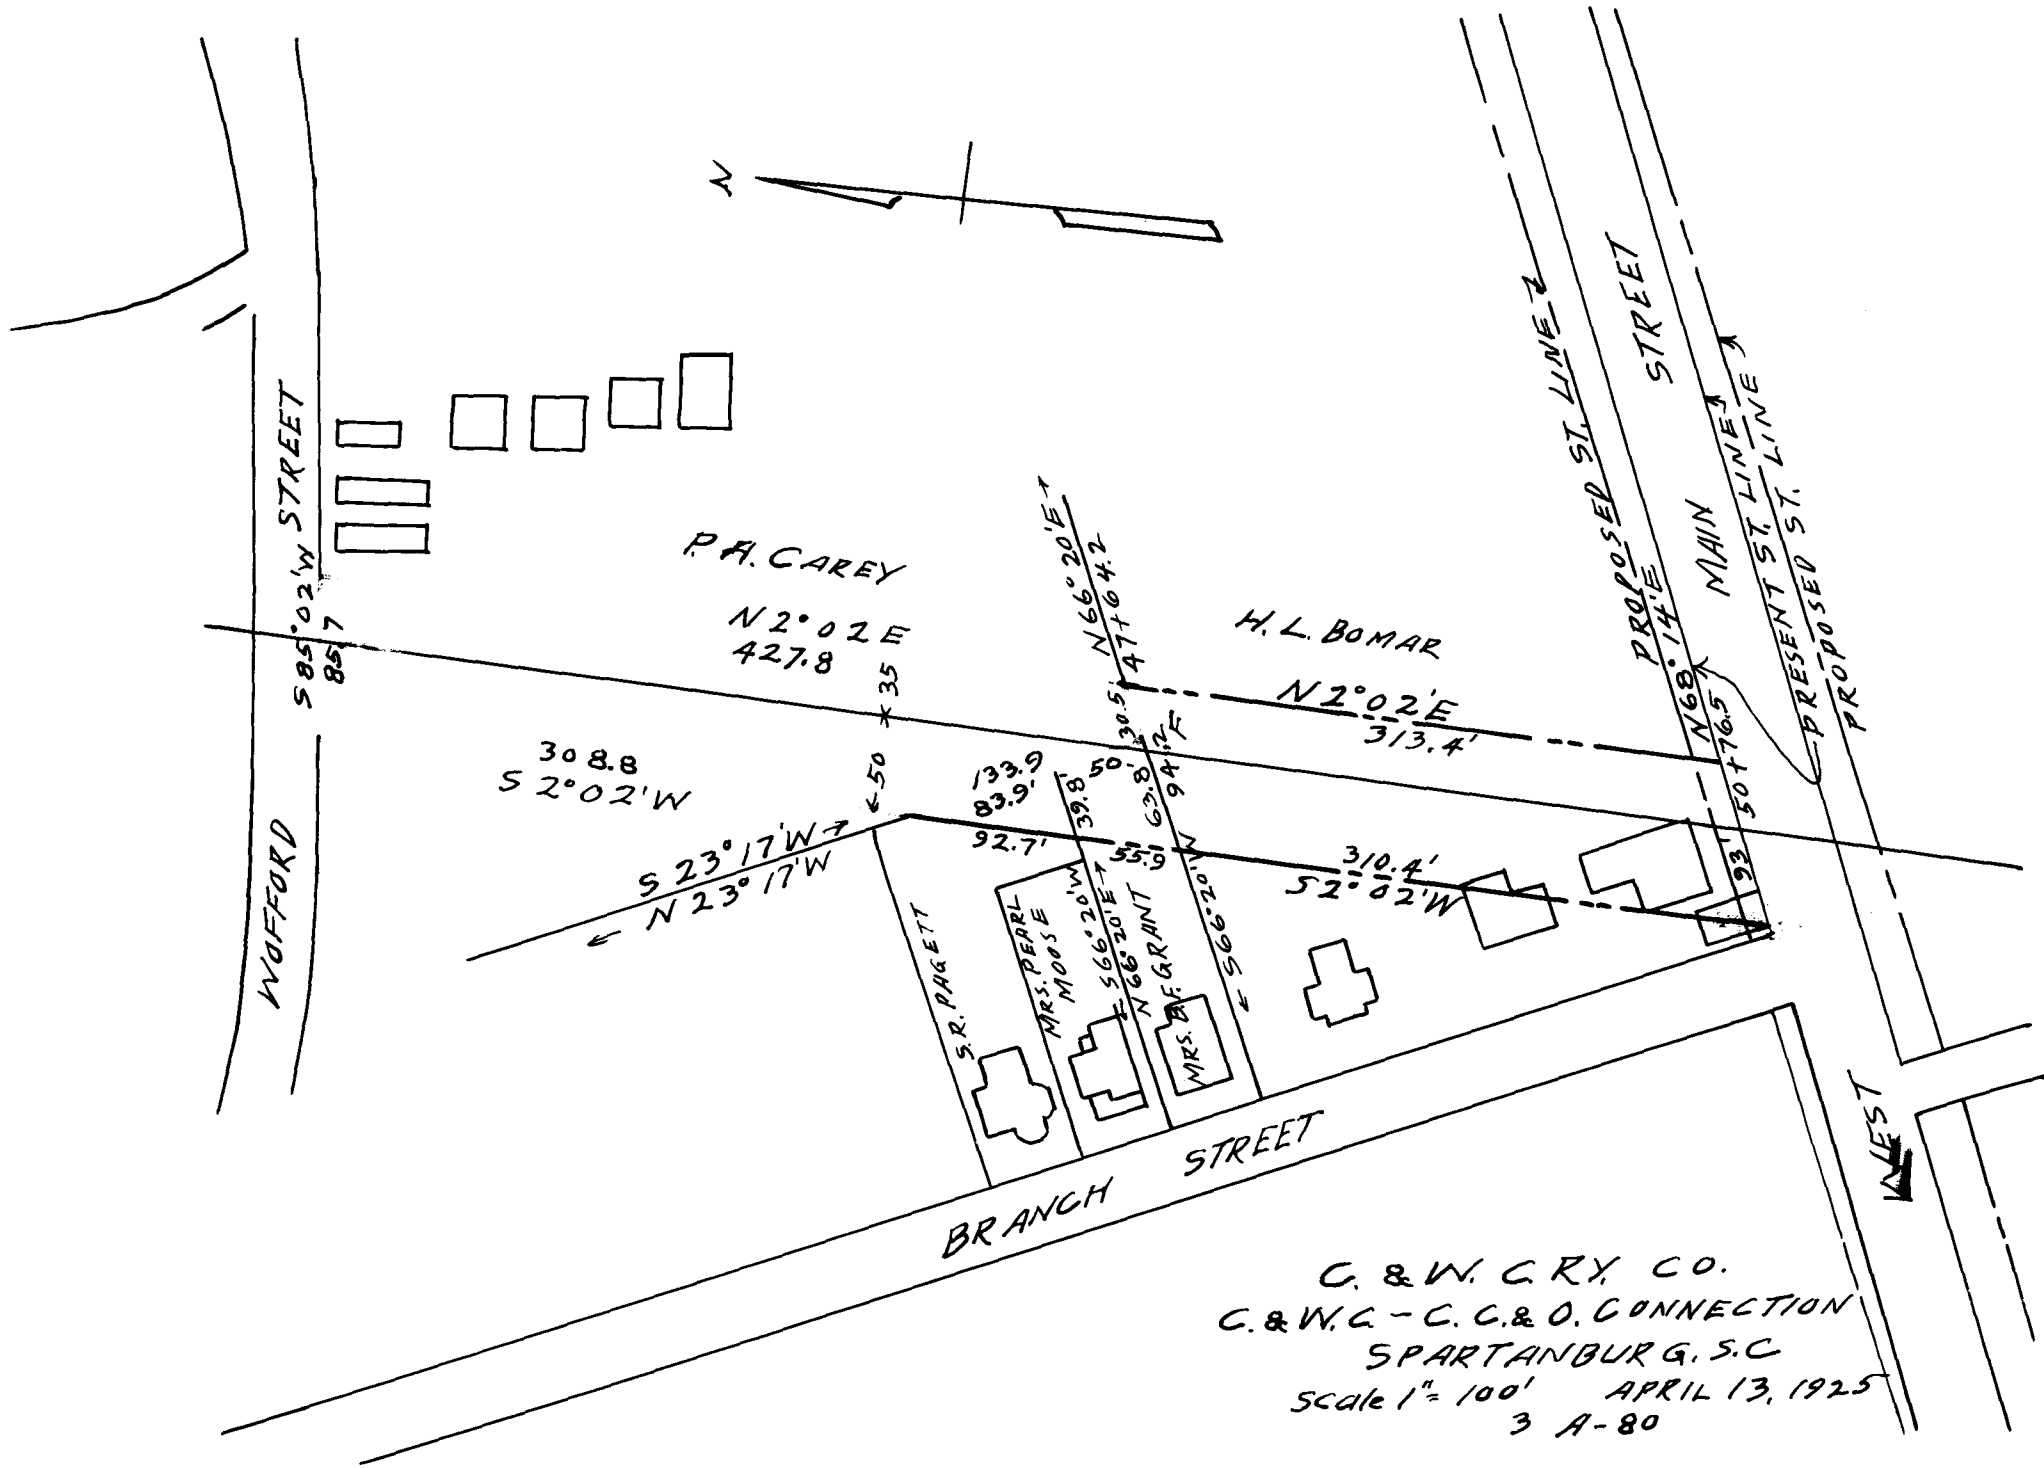 N
WOFFORD STREET
S 85° 02' W
85.7
P. A. CAREY
N 2° 02 E
427.8
35
50
308.8
S 2° 02' W
S 23° 17' W
N 23° 17' W
133.9
83.9'
92.7'
50'
39.8'
55.9
30.5'
63.8'
94.2
N 66° 20' E
47+64.2
H. L. BOMAR
N 2° 02' E
313.4'
310.4'
S 2° 02' W
S. R. PAGETT
MRS. PEARL
MOOSE
S 66° 20' W
N 66° 20' E
MRS. B. F. GRANT
S 66° 20' W
BRANCH STREET
PROPOSED ST. LINE
N 68° 14' E
50+76.5
93'
MAIN STREET
PRESENT ST. LINE
PROPOSED ST. LINE
WEST
C. & W. C. RY. CO.
C. & W. C. - C. C. & O. CONNECTION
SPARTANBURG, S.C
Scale 1" = 100' APRIL 13, 1925
3 A-80